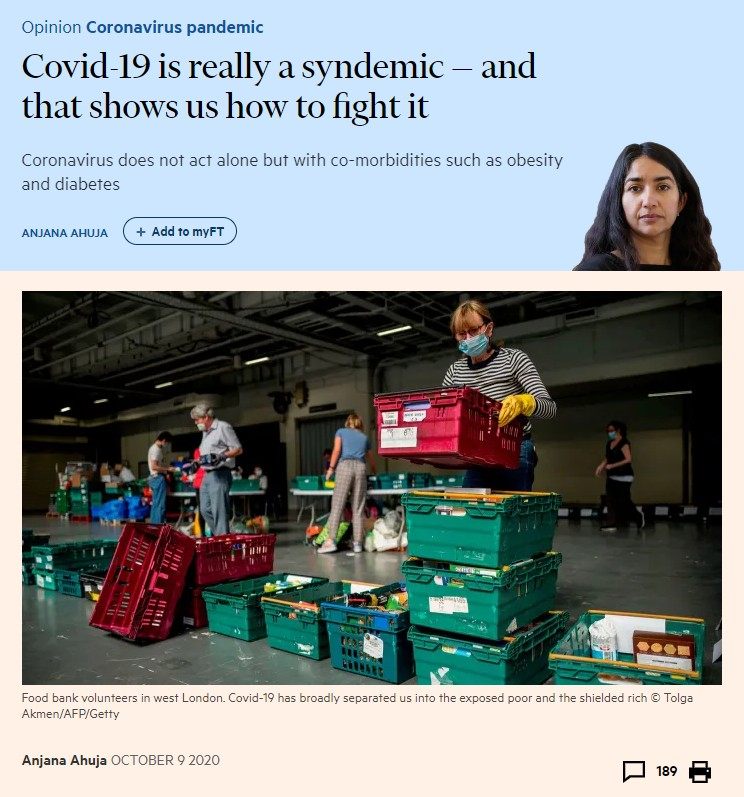 Opinion Coronavirus pandemic
Covid-19 is really a syndemic – and
that shows us how to fight it
Coronavirus does not act alone but with co-morbidities such as obesity
and diabetes
ANJANA AHUJA
+ Add to myFT
Food bank volunteers in west London. Covid-19 has broadly separated us into the exposed poor and the shielded rich © Tolga
Akmen/AFP/Getty
Anjana Ahuja OCTOBER 9 2020
189